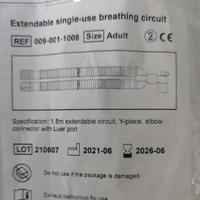 Extendable single-use breathing circuit
REF 009-001-1008 Size Adult 2 CE
Specification: 1.8m extendable circuit, Y-piece, elbow
connector with Luer port
LOT 210607 2021-06 2026-06
Do not use if the package is damaged
Consult instruction for use